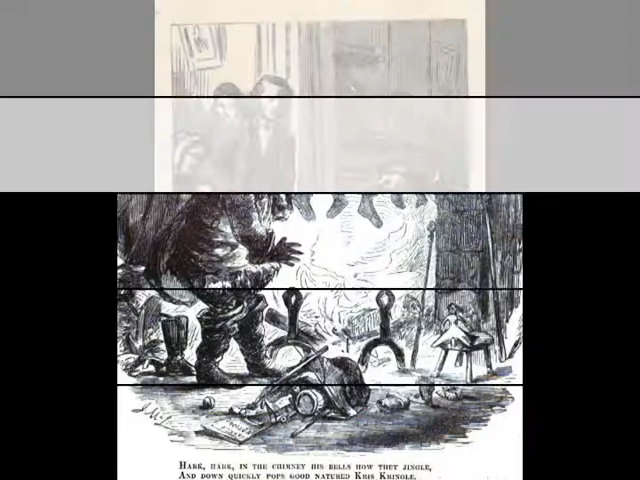 HARK, HARK, IN THE CHIMNEY HIS BELLS HOW THEY JINGLE,
AND DOWN QUICKLY POPS GOOD NATURED KRIS KRINGLE.